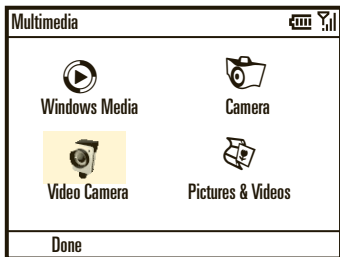 Multimedia
Windows Media
Camera
Video Camera
Pictures & Videos
Done